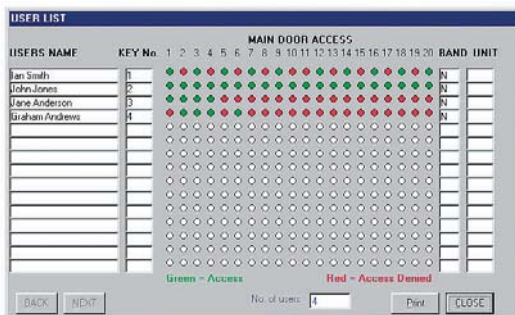 USER LIST
MAIN DOOR ACCESS
USERS NAME KEY No. 1 2 3 4 5 6 7 8 9 10 11 12 13 14 15 16 17 18 19 20 BAND UNIT
Ian Smith 1 N
John Jones 2 N
Jane Anderson 3 N
Graham Andrews 4 N
Green = Access Red = Access Denied
BACK NEXT No. of users 4 Print CLOSE